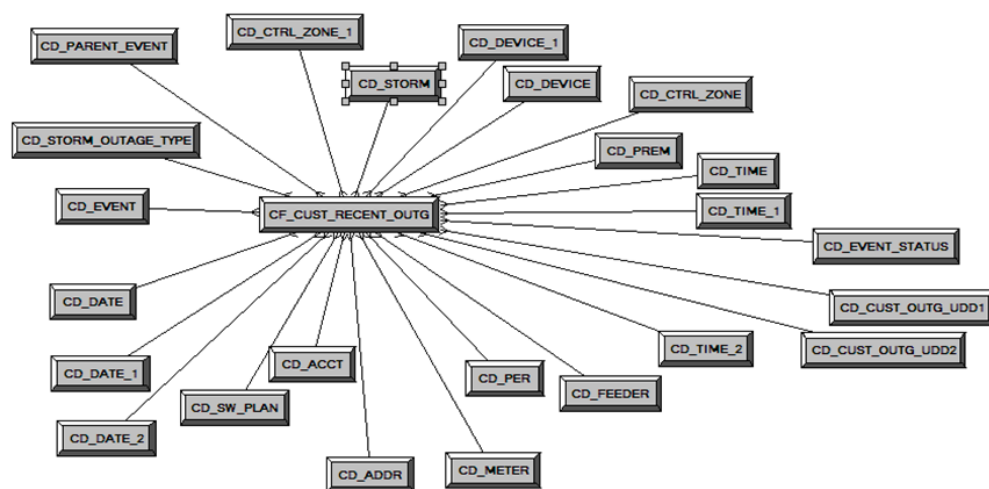 CD_PARENT_EVENT
CD_CTRL_ZONE_1
CD_DEVICE_1
CD_STORM
CD_DEVICE
CD_CTRL_ZONE
CD_STORM_OUTAGE_TYPE
CD_PREM
CD_TIME
CD_EVENT
CF_CUST_RECENT_OUTG
CD_TIME_1
CD_EVENT_STATUS
CD_DATE
CD_CUST_OUTG_UDD1
CD_TIME_2
CD_CUST_OUTG_UDD2
CD_DATE_1
CD_ACCT
CD_PER
CD_FEEDER
CD_SW_PLAN
CD_DATE_2
CD_ADDR
CD_METER